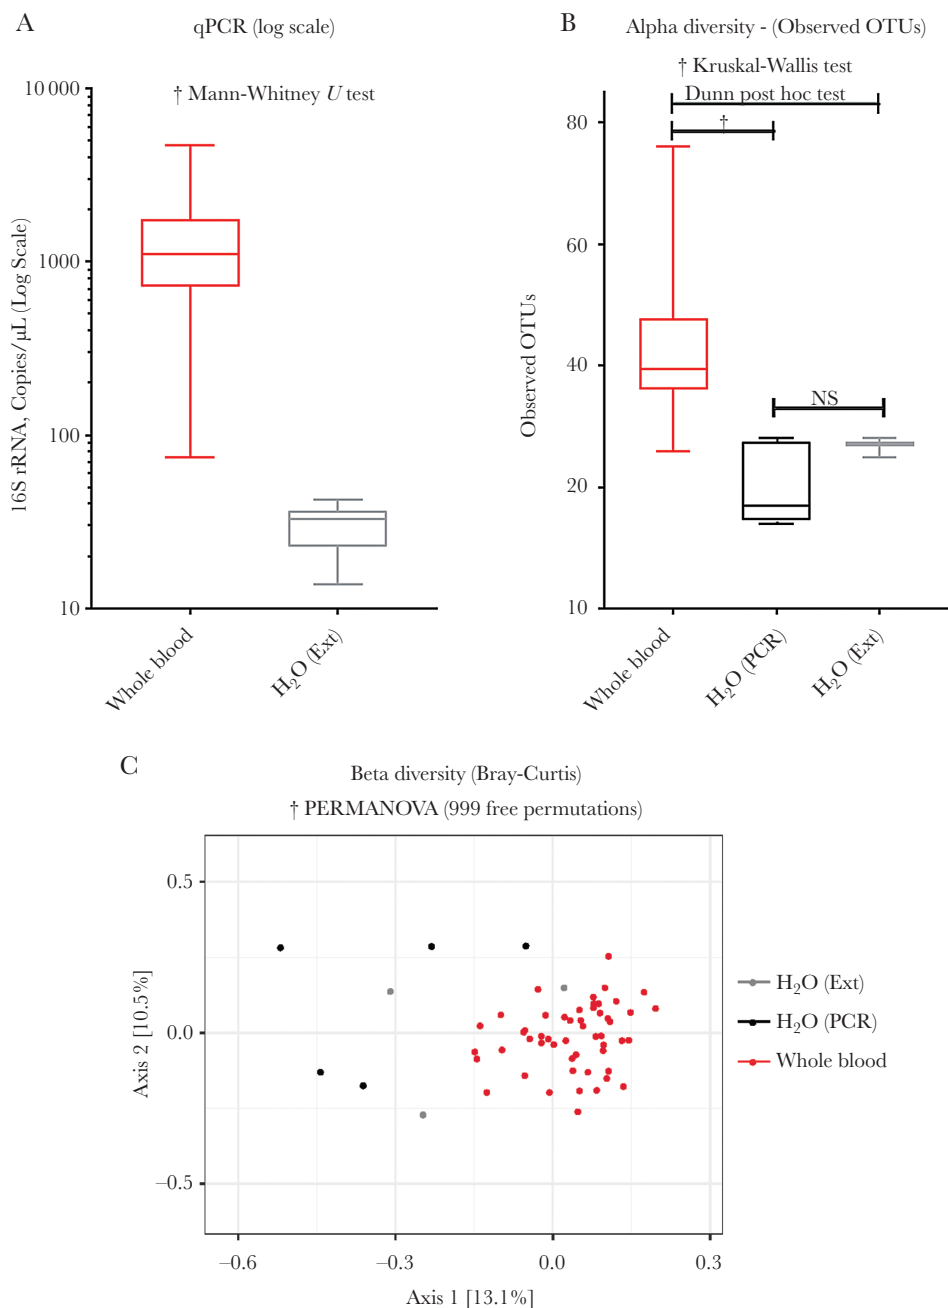 A
qPCR (log scale)
† Mann-Whitney U test
16S rRNA, Copies/µL (Log Scale)
10 000
1000
100
10
Whole blood
H₂O (Ext)
B
Alpha diversity - (Observed OTUs)
† Kruskal-Wallis test
Dunn post hoc test
†
NS
Observed OTUs
80
60
40
20
10
Whole blood
H₂O (PCR)
H₂O (Ext)
C
Beta diversity (Bray-Curtis)
† PERMANOVA (999 free permutations)
Axis 2 [10.5%]
0.5
0.0
−0.5
−0.6
−0.3
0.0
0.3
Axis 1 [13.1%]
H₂O (Ext)
H₂O (PCR)
Whole blood